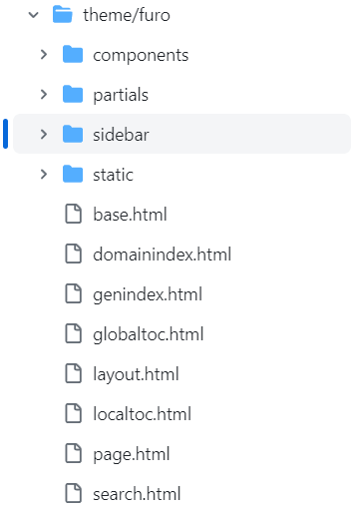 theme/furo
components
partials
sidebar
static
base.html
domainindex.html
genindex.html
globaltoc.html
layout.html
localtoc.html
page.html
search.html